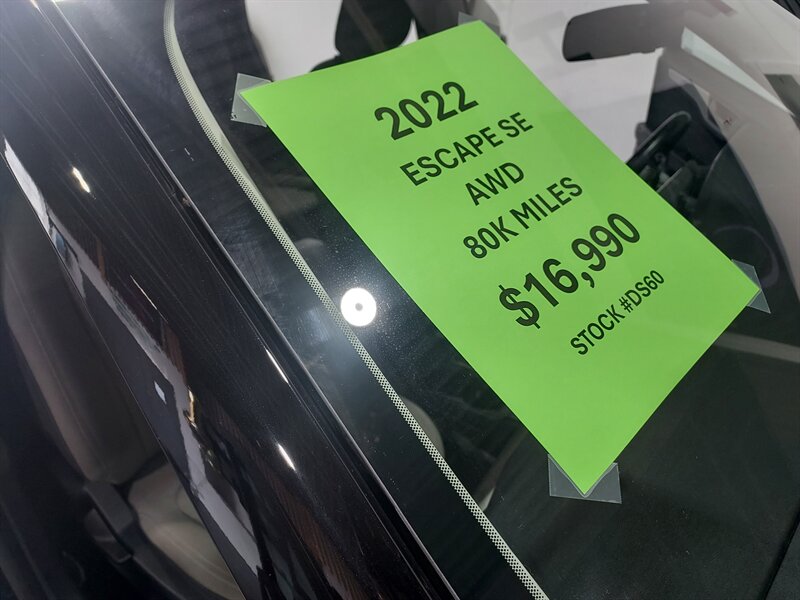 2022
ESCAPE SE
AWD
80K MILES
$16,990
STOCK #DS60